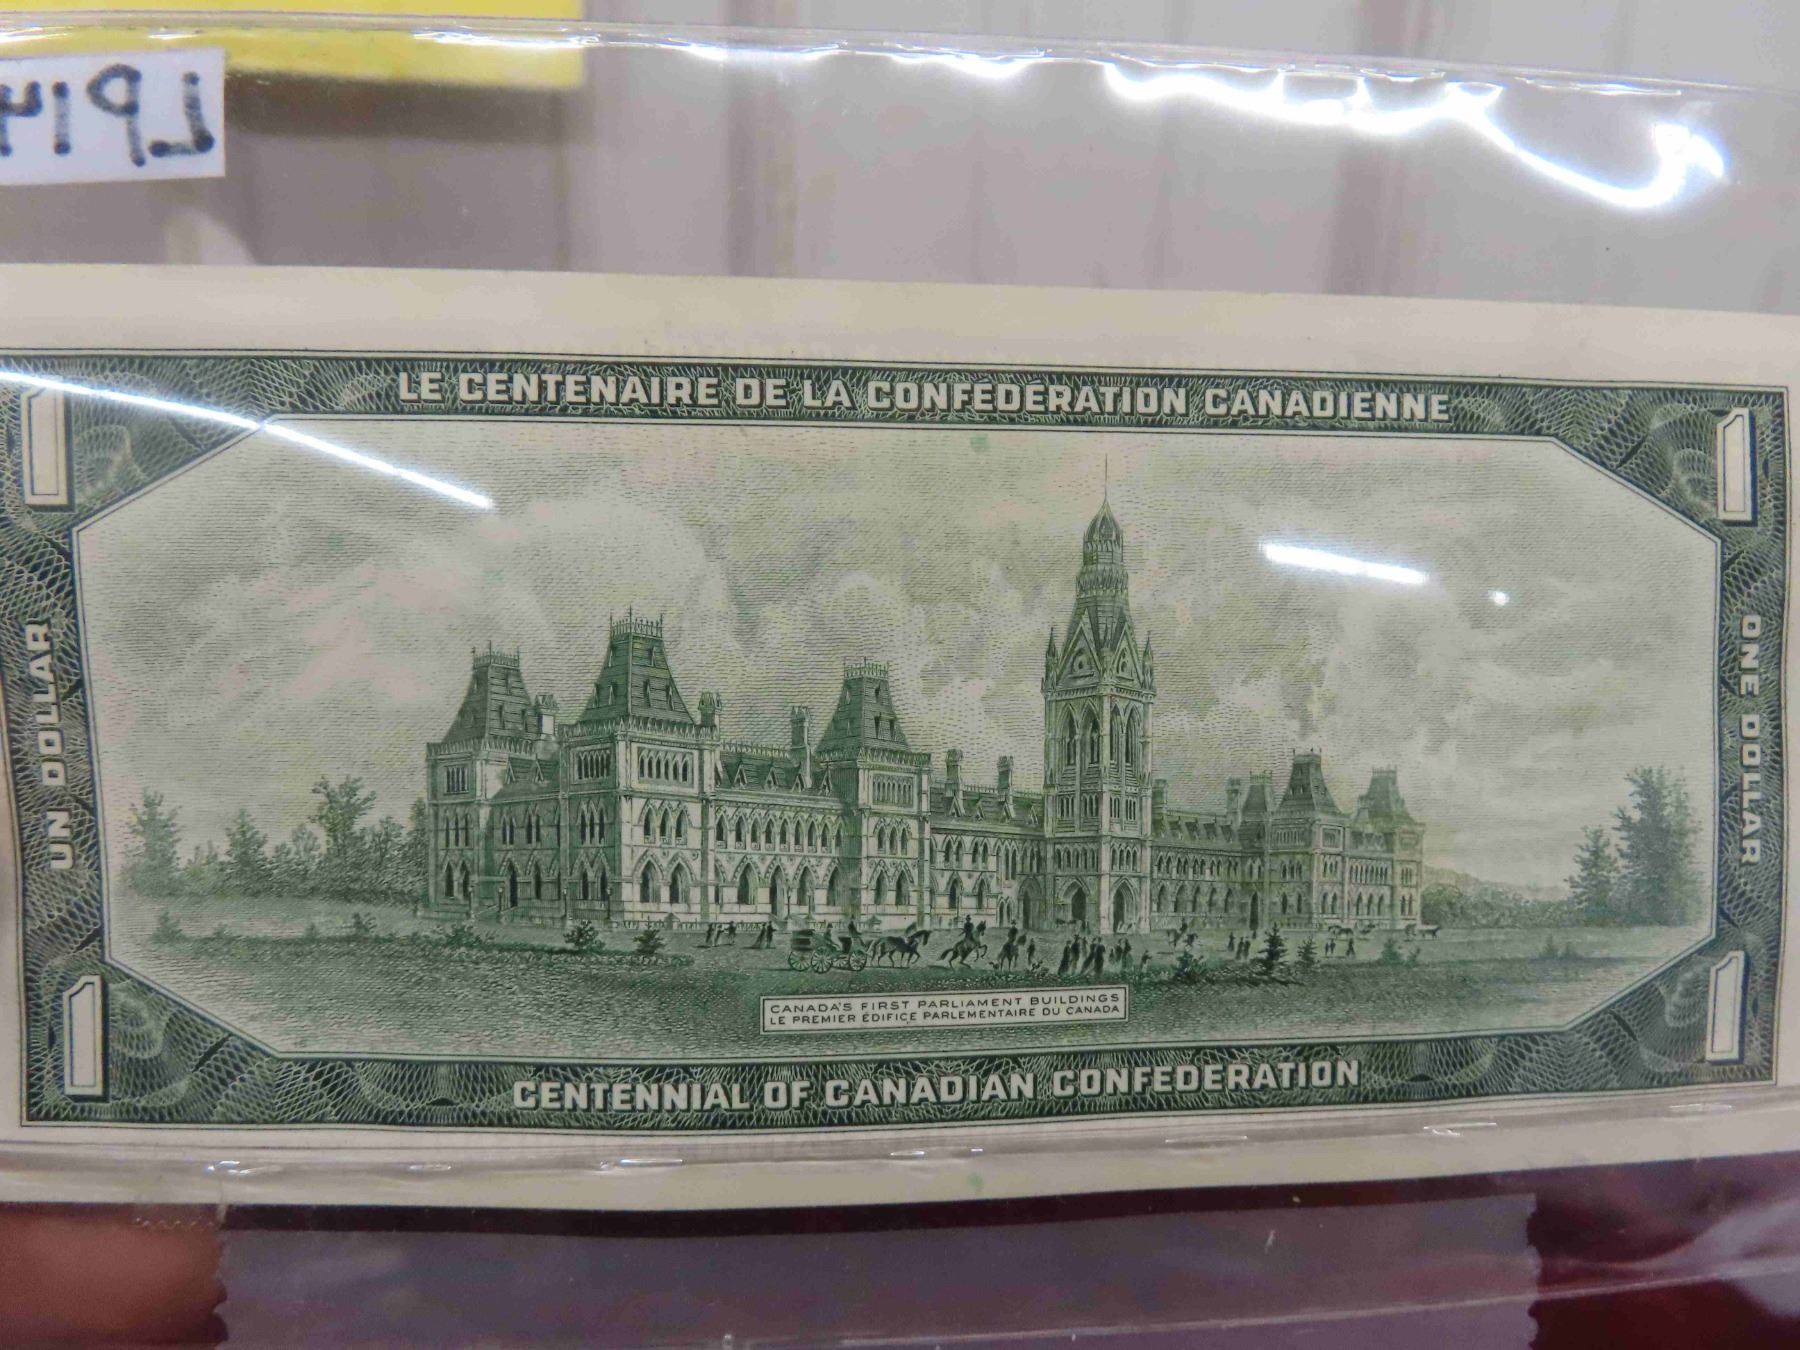 LE CENTENAIRE DE LA CONFÉDÉRATION CANADIENNE
1
1
UN DOLLAR
ONE DOLLAR
CANADA'S FIRST PARLIAMENT BUILDINGS
LE PREMIER ÉDIFICE PARLEMENTAIRE DU CANADA
1
1
CENTENNIAL OF CANADIAN CONFEDERATION